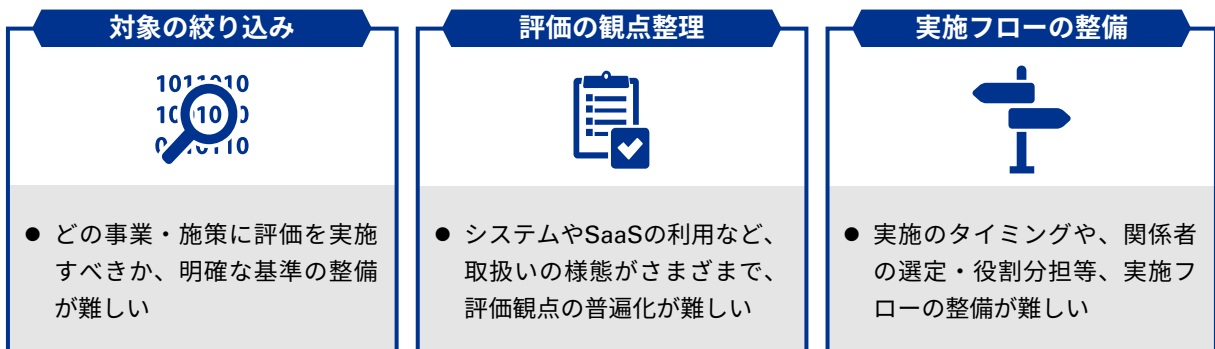 対象の絞り込み
1011010
10 10
0 10110
どの事業・施策に評価を実施
すべきか、明確な基準の整備
が難しい
評価の観点整理
● システムやSaaSの利用など、
取扱いの様態がさまざまで、
評価観点の普遍化が難しい
実施フローの整備
● 実施のタイミングや、関係者
の選定・役割分担等、実施フ
ローの整備が難しい